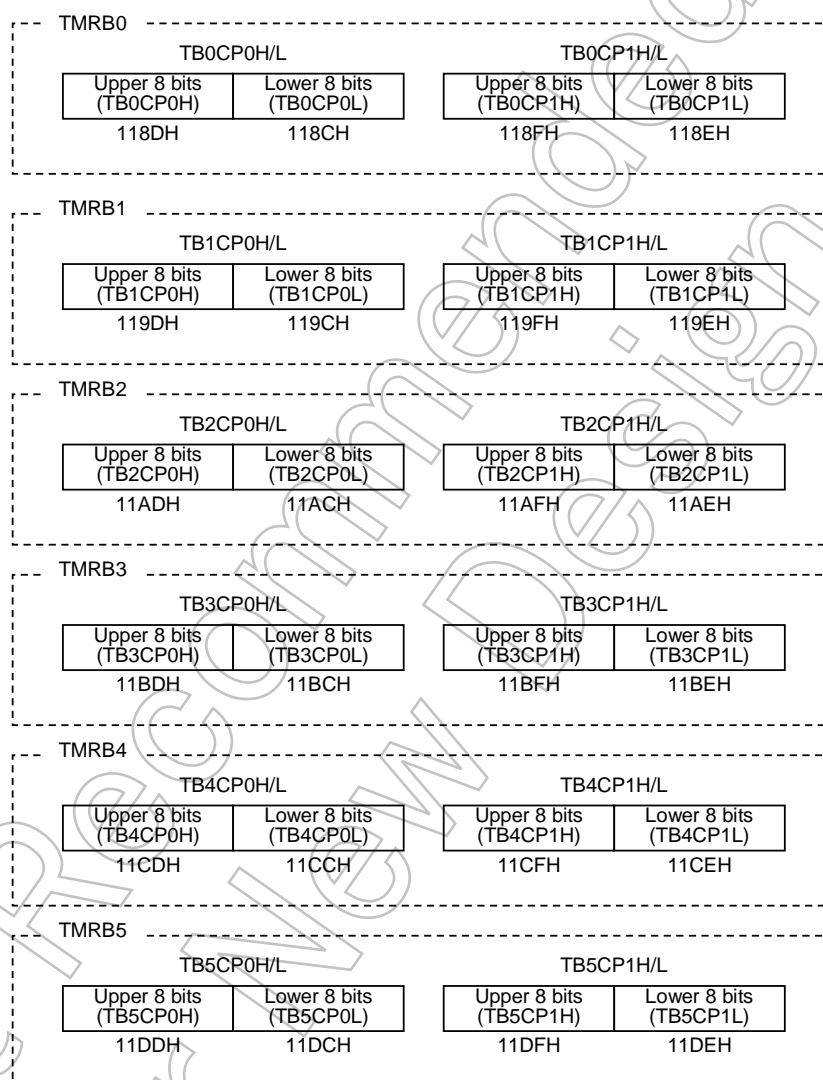 TMRB0
TB0CP0H/L TB0CP1H/L
Upper 8 bits Lower 8 bits Upper 8 bits Lower 8 bits
(TB0CP0H) (TB0CP0L) (TB0CP1H) (TB0CP1L)
118DH 118CH 118FH 118EH
TMRB1
TB1CP0H/L TB1CP1H/L
Upper 8 bits Lower 8 bits Upper 8 bits Lower 8 bits
(TB1CP0H) (TB1CP0L) (TB1CP1H) (TB1CP1L)
119DH 119CH 119FH 119EH
TMRB2
TB2CP0H/L TB2CP1H/L
Upper 8 bits Lower 8 bits Upper 8 bits Lower 8 bits
(TB2CP0H) (TB2CP0L) (TB2CP1H) (TB2CP1L)
11ADH 11ACH 11AFH 11AEH
TMRB3
TB3CP0H/L TB3CP1H/L
Upper 8 bits Lower 8 bits Upper 8 bits Lower 8 bits
(TB3CP0H) (TB3CP0L) (TB3CP1H) (TB3CP1L)
11BDH 11BCH 11BFH 11BEH
TMRB4
TB4CP0H/L TB4CP1H/L
Upper 8 bits Lower 8 bits Upper 8 bits Lower 8 bits
(TB4CP0H) (TB4CP0L) (TB4CP1H) (TB4CP1L)
11CDH 11CCH 11CFH 11CEH
TMRB5
TB5CP0H/L TB5CP1H/L
Upper 8 bits Lower 8 bits Upper 8 bits Lower 8 bits
(TB5CP0H) (TB5CP0L) (TB5CP1H) (TB5CP1L)
11DDH 11DCH 11DFH 11DEH
Recommended
New Design